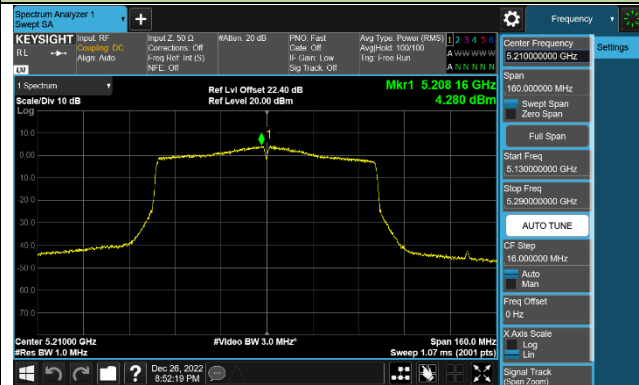 Spectrum Analyzer 1
Swept SA
Frequency
KEYSIGHT
RL
Input: RF
Coupling: DC
Align: Auto
Input Z: 50 Ω
Corrections: Off
Freq Ref: Int (S)
NFE: Off
#Atten: 20 dB
PNO: Fast
Gate: Off
IF Gain: Low
Sig Track: Off
Avg Type: Power (RMS)
Avg|Hold: 100/100
Trig: Free Run
1 2 3 4 5 6
A W W W W W
A N N N N N
1 Spectrum
Scale/Div 10 dB
Log
Ref Lvl Offset 22.40 dB
Ref Level 20.00 dBm
Mkr1 5.208 16 GHz
4.280 dBm
1
10.0
0.00
-10.0
-20.0
-30.0
-40.0
-50.0
-60.0
-70.0
Center 5.21000 GHz
#Res BW 1.0 MHz
#Video BW 3.0 MHz*
Span 160.0 MHz
Sweep 1.07 ms (2001 pts)
Dec 26, 2022
8:52:19 PM
Settings
Center Frequency
5.210000000 GHz
Span
160.000000 MHz
Swept Span
Zero Span
Full Span
Start Freq
5.130000000 GHz
Stop Freq
5.290000000 GHz
AUTO TUNE
CF Step
16.000000 MHz
Auto
Man
Freq Offset
0 Hz
X Axis Scale
Log
Lin
Signal Track
(Span Zoom)